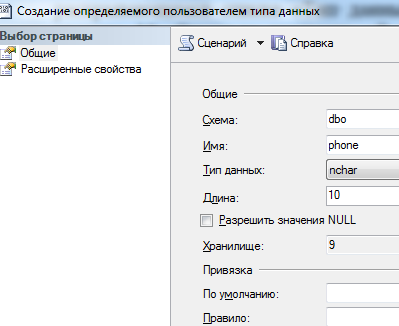 Создание определяемого пользователем типа данных
Выбор страницы
Общие
Расширенные свойства
Сценарий
Справка
Общие
Схема: dbo
Имя: phone
Тип данных: nchar
Длина: 10
Разрешить значения NULL
Хранилище: 9
Привязка
По умолчанию:
Правило: